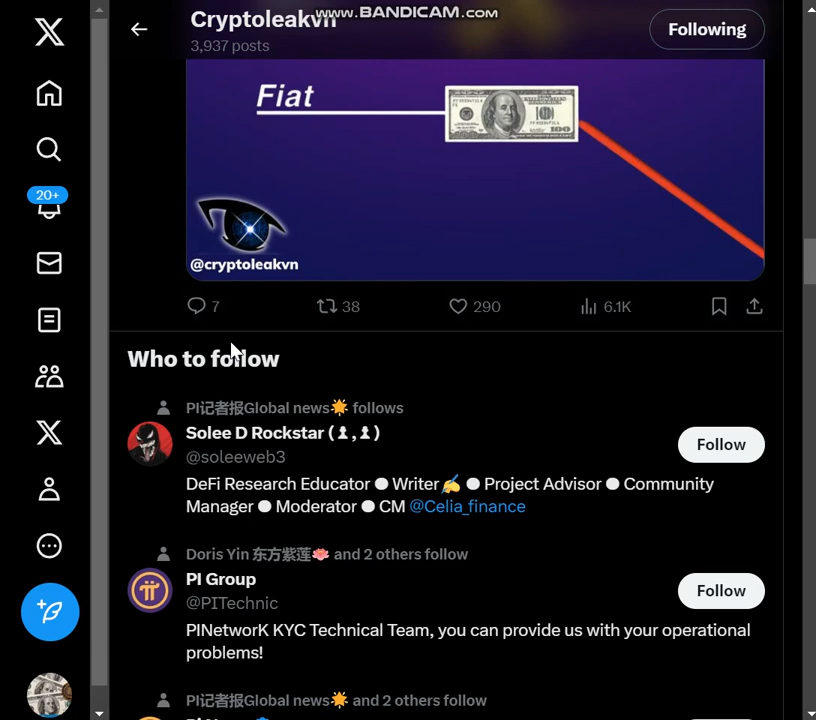 Cryptoleakvn
www.BANDICAM.com
3,937 posts
Following
Fiat
100
@cryptoleakvn
20+
7
38
290
6.1K
Who to follow
PI记者报Global news🌟 follows
Solee D Rockstar (♟,♟)
@soleeweb3
Follow
DeFi Research Educator ● Writer✍️ ● Project Advisor ● Community
Manager ● Moderator ● CM @Celia_finance
Doris Yin 东方紫莲🪷 and 2 others follow
PI Group
@PITechnic
Follow
PINetworK KYC Technical Team, you can provide us with your operational
problems!
PI记者报Global news🌟 and 2 others follow